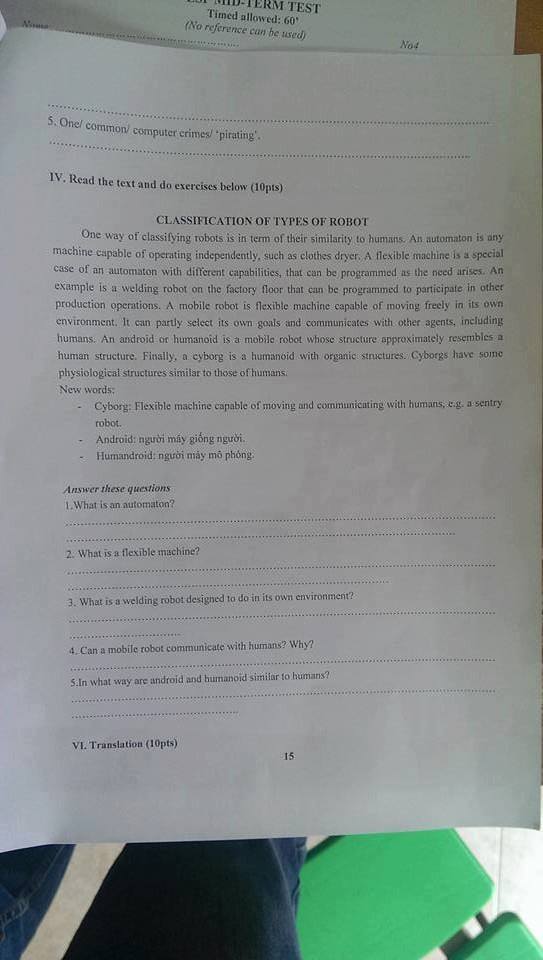 MID-TERM TEST
Timed allowed: 60'
(No reference can be used)
Name
No4
5. One/ common/ computer crimes/ 'pirating'.
IV. Read the text and do exercises below (10pts)
CLASSIFICATION OF TYPES OF ROBOT
One way of classifying robots is in term of their similarity to humans. An automaton is any
machine capable of operating independently, such as clothes dryer. A flexible machine is a special
case of an automaton with different capabilities, that can be programmed as the need arises. An
example is a welding robot on the factory floor that can be programmed to participate in other
production operations. A mobile robot is flexible machine capable of moving freely in its own
environment. It can partly select its own goals and communicates with other agents, including
humans. An android or humanoid is a mobile robot whose structure approximately resembles a
human structure. Finally, a cyborg is a humanoid with organic structures. Cyborgs have some
physiological structures similar to those of humans.
New words:
- Cyborg: Flexible machine capable of moving and communicating with humans, e.g. a sentry
robot.
- Android: người máy giống người.
- Humandroid: người máy mô phỏng.
Answer these questions
1.What is an automaton?
2. What is a flexible machine?
3. What is a welding robot designed to do in its own environment?
4. Can a mobile robot communicate with humans? Why?
5.In what way are android and humanoid similar to humans?
VI. Translation (10pts)
15